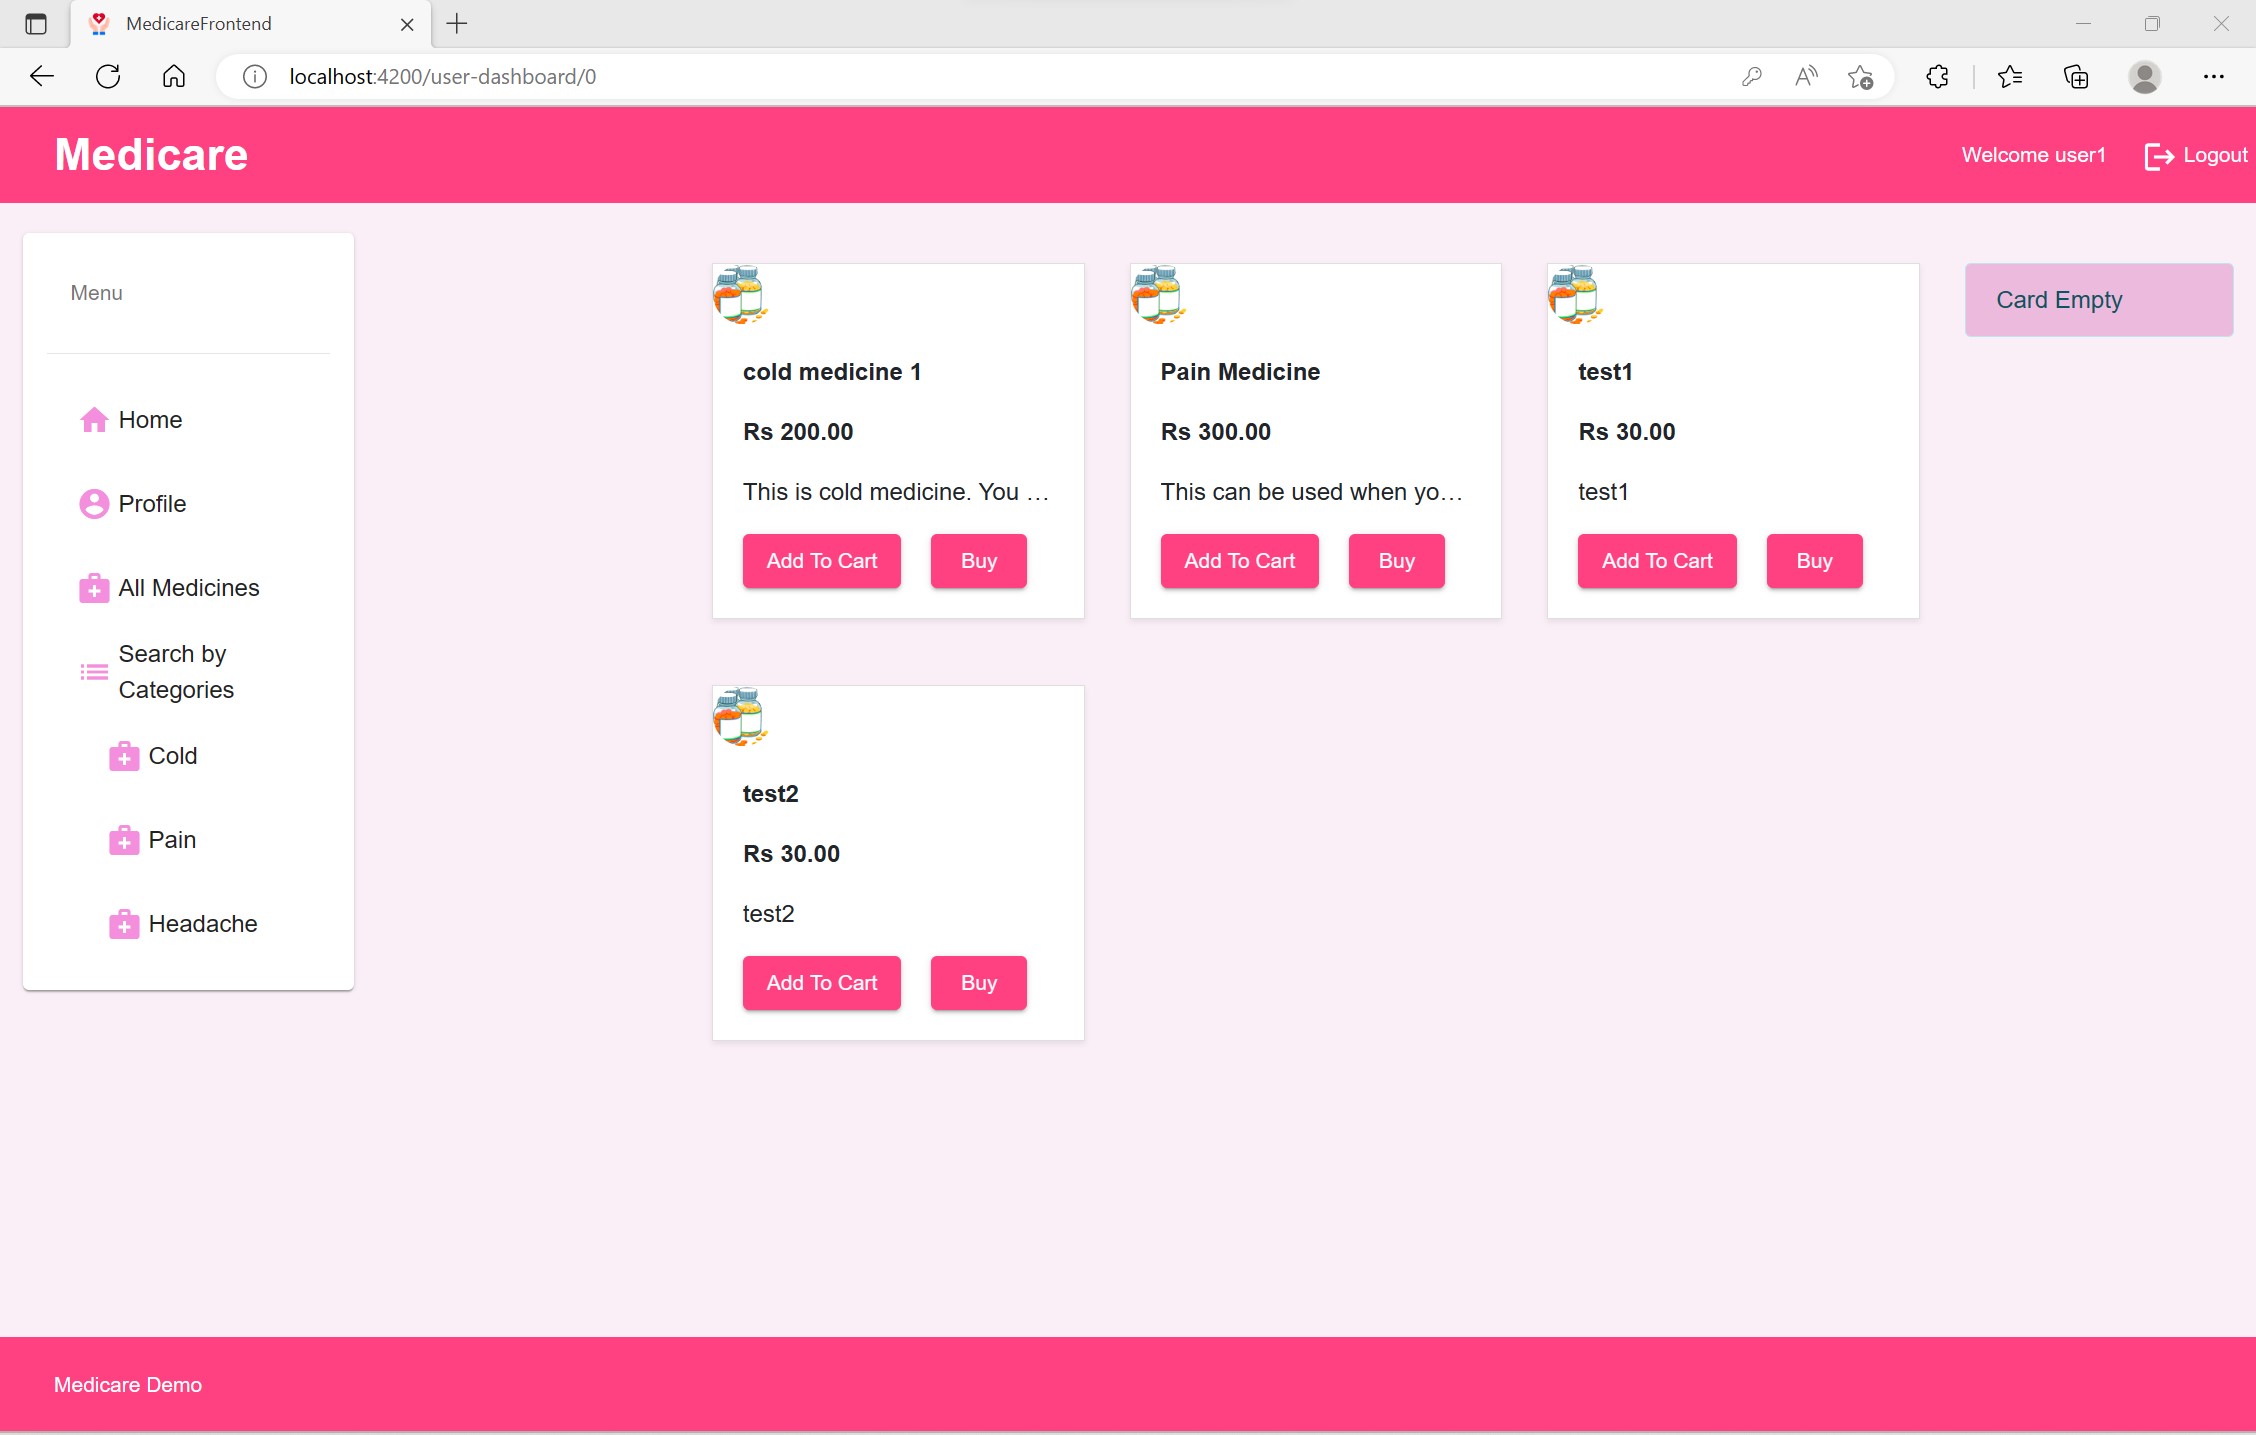 MedicareFrontend
localhost:4200/user-dashboard/0
Medicare
Welcome user1
Logout
Menu
Home
Profile
All Medicines
Search by
Categories
Cold
Pain
Headache
cold medicine 1
Rs 200.00
This is cold medicine. You ...
Add To Cart
Buy
Pain Medicine
Rs 300.00
This can be used when yo...
Add To Cart
Buy
test1
Rs 30.00
test1
Add To Cart
Buy
Card Empty
test2
Rs 30.00
test2
Add To Cart
Buy
Medicare Demo